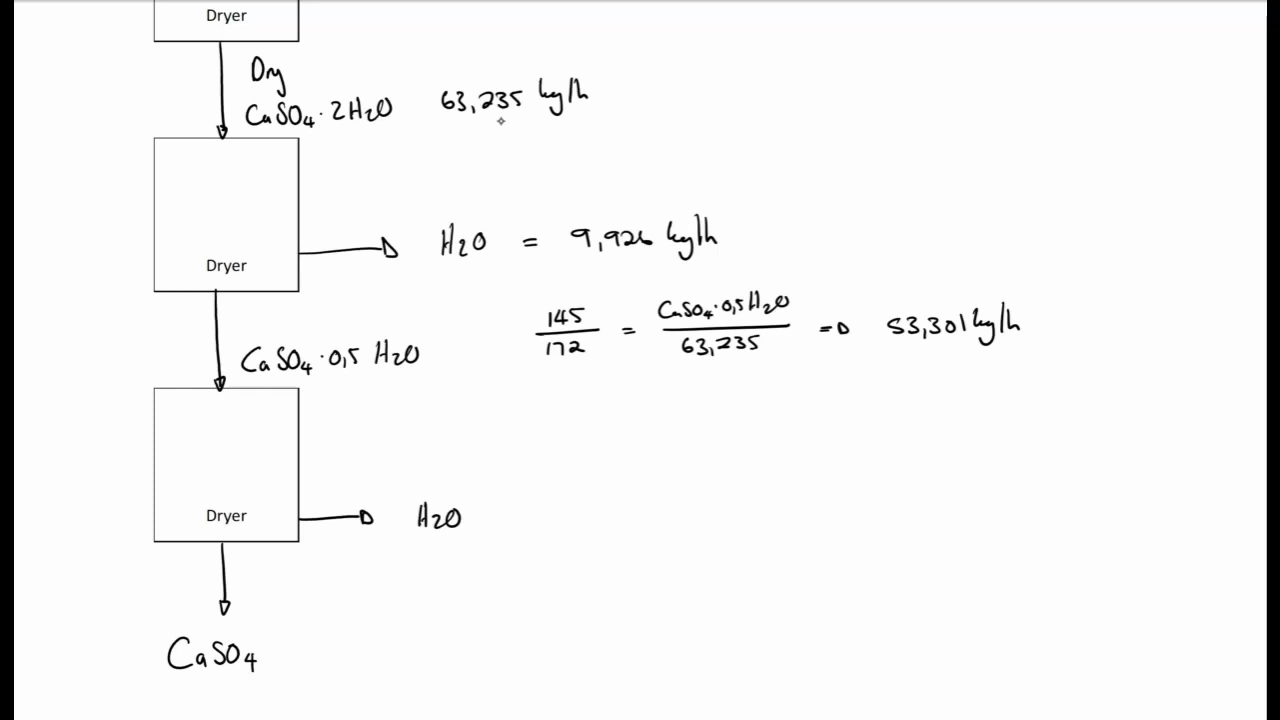 Dryer
Dry
CaSO4·2H2O 63,235 kg/h
H2O = 9,926 kg/h
Dryer
145/172 = CaSO4·0,5H2O/63,235 => 53,301 kg/h
CaSO4·0,5 H2O
Dryer
H2O
CaSO4